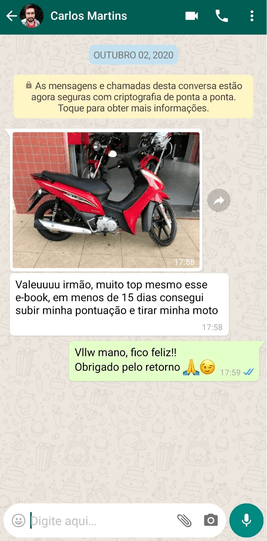 Carlos Martins
OUTUBRO 02, 2020
As mensagens e chamadas desta conversa estão
agora seguras com criptografia de ponta a ponta.
Toque para obter mais informações.
17:58
Valeuuuu irmão, muito top mesmo esse
e-book, em menos de 15 dias consegui
subir minha pontuação e tirar minha moto
17:58
Vllw mano, fico feliz!!
Obrigado pelo retorno 🙏😉 17:59
Digite aqui...